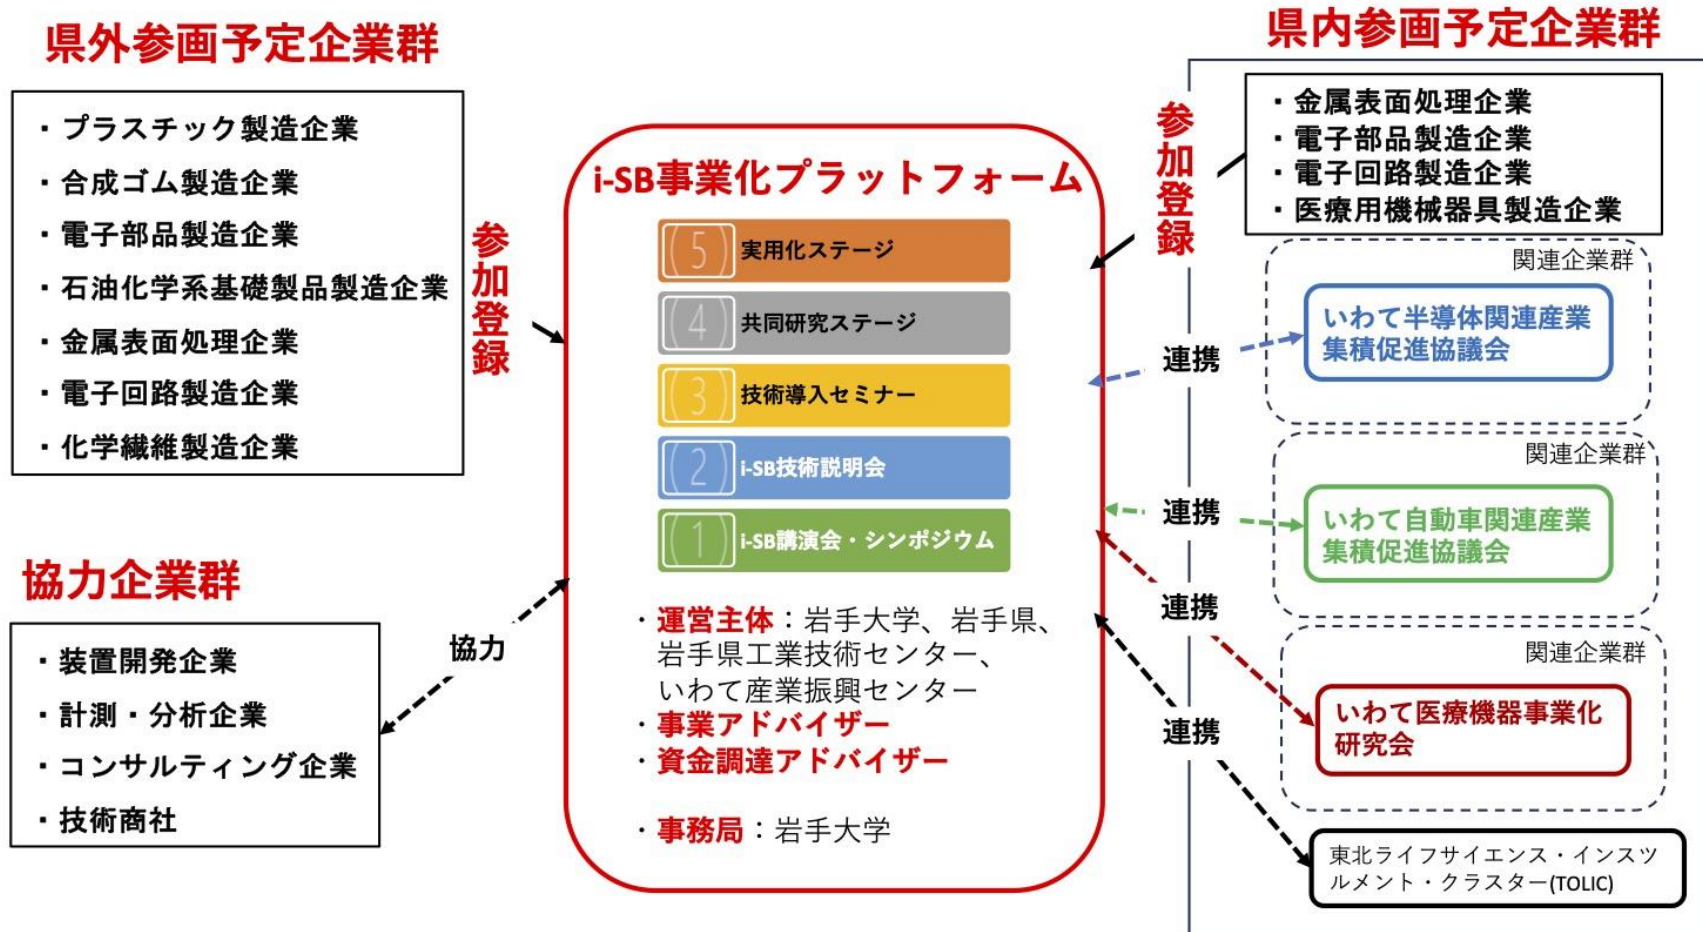 県外参画予定企業群
・プラスチック製造企業
・合成ゴム製造企業
・電子部品製造企業
・石油化学系基礎製品製造企業
・金属表面処理企業
・電子回路製造企業
・化学繊維製造企業
参加登録
協力企業群
・装置開発企業
・計測・分析企業
・コンサルティング企業
・技術商社
協力
i-SB事業化プラットフォーム
5 実用化ステージ
4 共同研究ステージ
3 技術導入セミナー
2 i-SB技術説明会
1 i-SB講演会・シンポジウム
・運営主体：岩手大学、岩手県、
岩手県工業技術センター、
いわて産業振興センター
・事業アドバイザー
・資金調達アドバイザー
・事務局：岩手大学
県内参画予定企業群
参加登録
・金属表面処理企業
・電子部品製造企業
・電子回路製造企業
・医療用機械器具製造企業
関連企業群
連携
いわて半導体関連産業
集積促進協議会
関連企業群
連携
いわて自動車関連産業
集積促進協議会
連携
関連企業群
いわて医療機器事業化
研究会
連携
東北ライフサイエンス・インスツ
ルメント・クラスター(TOLIC)